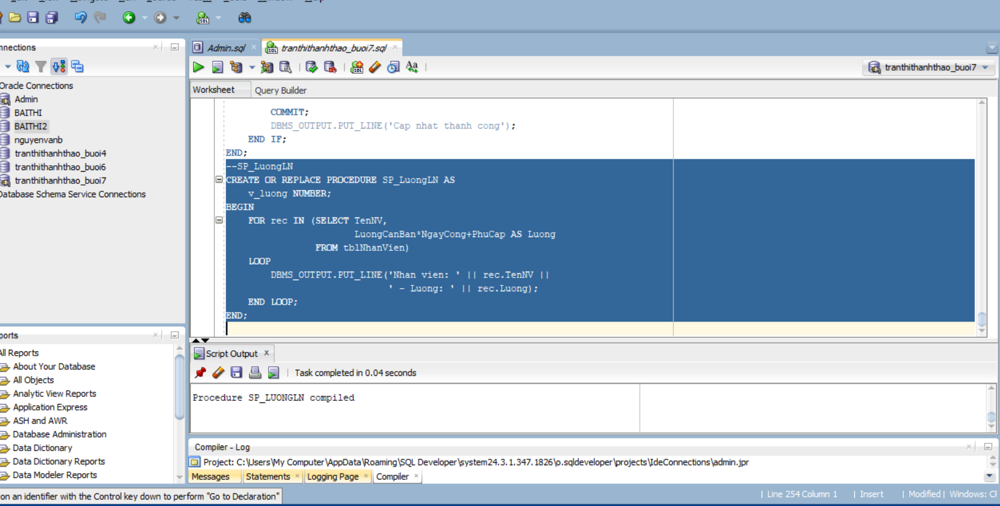 nnections
Oracle Connections
Admin
BAITHI
BAITHI2
nguyenvanb
tranthithanhthao_buoi4
tranthithanhthao_buoi6
tranthithanhthao_buoi7
Database Schema Service Connections
ports
All Reports
About Your Database
All Objects
Analytic View Reports
Application Express
ASH and AWR
Database Administration
Data Dictionary
Data Dictionary Reports
Data Modeler Reports
Admin.sql
tranthithanhthao_buoi7.sql
tranthithanhthao_buoi7
Worksheet
Query Builder
COMMIT;
DBMS_OUTPUT.PUT_LINE('Cap nhat thanh cong');
END IF;
END;
--SP_LuongLN
CREATE OR REPLACE PROCEDURE SP_LuongLN AS
v_luong NUMBER;
BEGIN
FOR rec IN (SELECT TenNV,
LuongCanBan*NgayCong+PhuCap AS Luong
FROM tblNhanVien)
LOOP
DBMS_OUTPUT.PUT_LINE('Nhan vien: ' || rec.TenNV ||
' - Luong: ' || rec.Luong);
END LOOP;
END;
Script Output
Task completed in 0.04 seconds
Procedure SP_LUONGLN compiled
Compiler - Log
Project: C:\Users\My Computer\AppData\Roaming\SQL Developer\system24.3.1.347.1826\o.sqldeveloper\projects\IdeConnections\admin.jpr
Messages
Statements
Logging Page
Compiler
on an identifier with the Control key down to perform "Go to Declaration"
| Line 254 Column 1
| Insert
| Modified
| Windows: CF